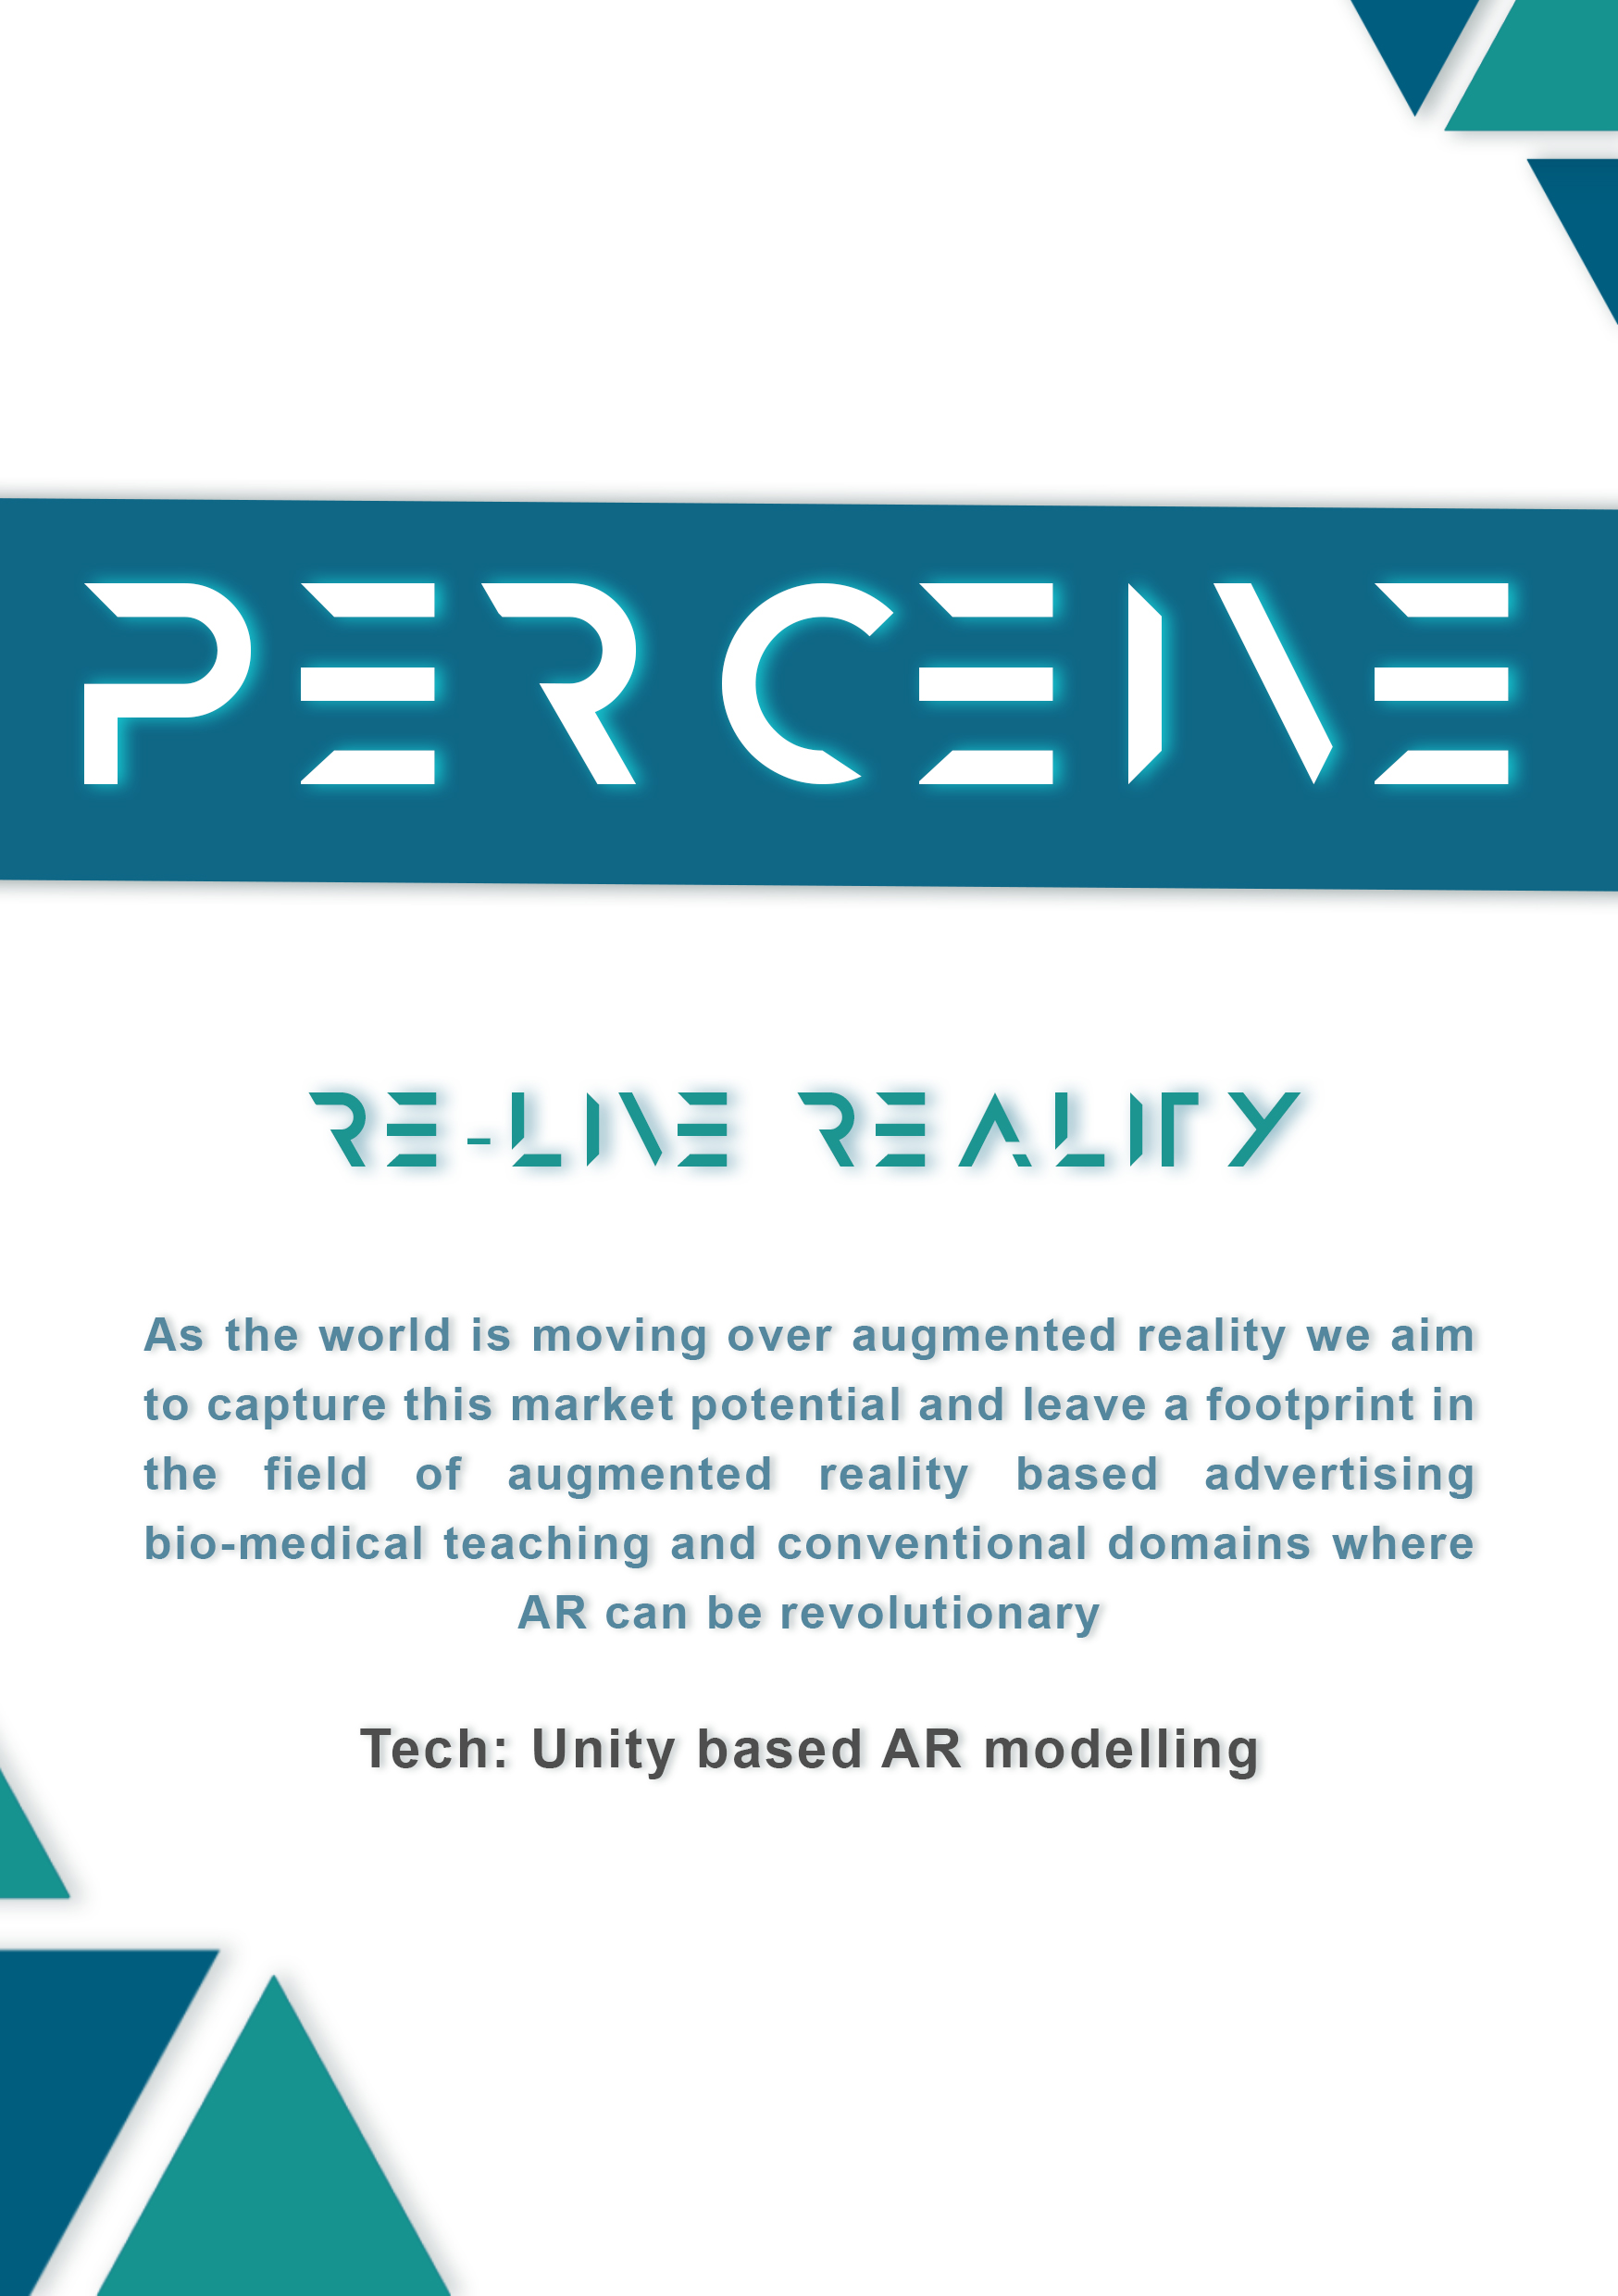 PERCEIVE
RE-LIVE REALITY
As the world is moving over augmented reality we aim
to capture this market potential and leave a footprint in
the field of augmented reality based advertising
bio-medical teaching and conventional domains where
AR can be revolutionary
Tech: Unity based AR modelling